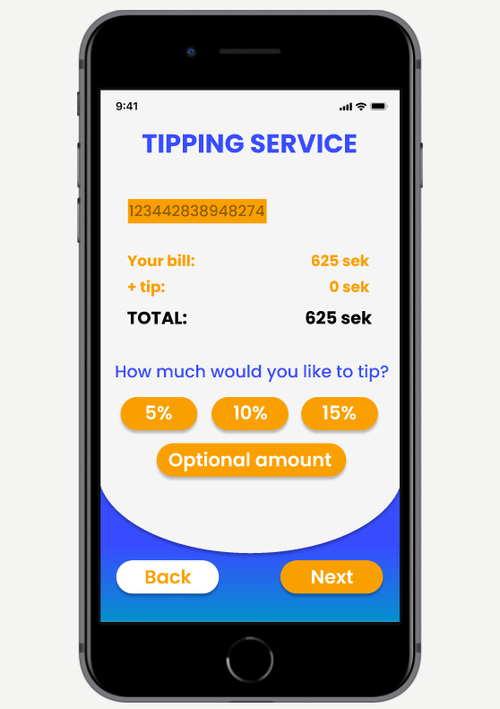 9:41
TIPPING SERVICE
123442838948274
Your bill: 625 sek
+ tip: 0 sek
TOTAL: 625 sek
How much would you like to tip?
5% 10% 15%
Optional amount
Back Next